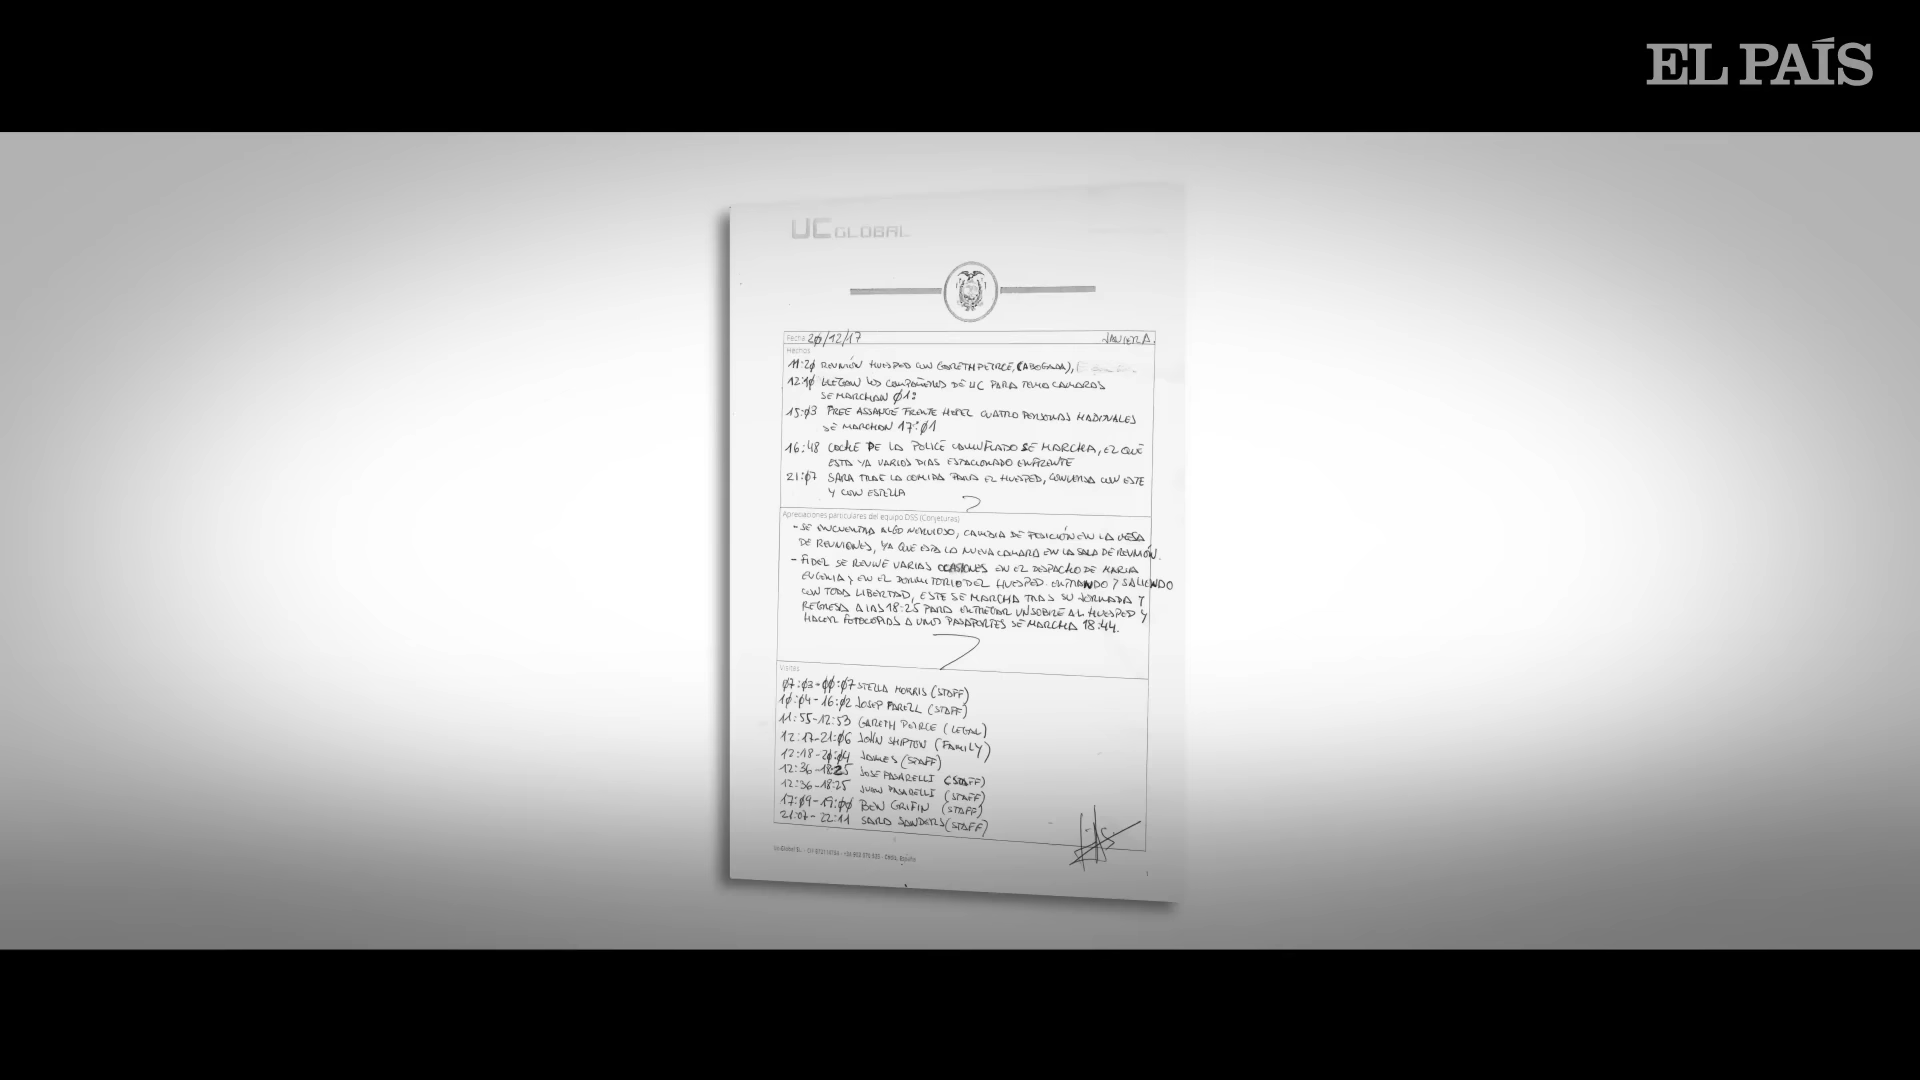 EL PAÍS
UC GLOBAL
Fecha 20/12/17 JAVIER A.
Hechos
11:20 REUNIÓN HUESPED CON GARETH PEIRCE, (ABOGADA),
12:10 LLEGAN LOS COMPAÑEROS DE UC PARA TEMA CAMARAS
SE MARCHAN 01:
15:03 FREE ASSANGE FRENTE HOTEL CUATRO PERSONAS HABITUALES
SE MARCHAN 17:01
16:48 COCHE DE LA POLICE CAMUFLADO SE MARCHA, EL QUE
ESTA YA VARIOS DIAS ESTACIONADO ENFRENTE
21:07 SARA TRAE LA COMIDA PARA EL HUESPED, CONVERSA CON ESTE
Y CON ESTELLA
Apreciaciones particulares del equipo DSS (Conjeturas)
- SE ENCUENTRA ALGO NERVIOSO, CAMBIA DE POSICIÓN EN LA MESA
DE REUNIONES, YA QUE ESTA LA NUEVA CAMARA EN LA SALA DE REUNIÓN.
- FIDEL SE REUNE VARIAS OCASIONES EN EL DESPACHO DE MARIA
EUGENIA Y EN EL DORMITORIO DEL HUESPED. ENTRANDO Y SALIENDO
CON TODA LIBERTAD, ESTE SE MARCHA TRAS SU JORNADA Y
REGRESA A LAS 18:25 PARA ENTREGAR UN SOBRE AL HUESPED Y
HACER FOTOCOPIAS A UNOS PASAPORTES SE MARCHA 18:44.
Visitas
07:03-00:07 STELLA MORRIS (STAFF)
10:04-16:02 JOSEP FARELL (STAFF)
11:55-12:53 GARETH PEIRCE (LEGAL)
12:17-21:06 JOHN SHIPTON (FAMILY)
12:18- JAMES (STAFF)
12:36-18:25 JOSE PASARELLI (STAFF)
12:36-18:25 JUAN PASARELLI (STAFF)
17:09-19:00 BEN GRIFIN (STAFF)
21:07-22:11 SARA SANDERS (STAFF)